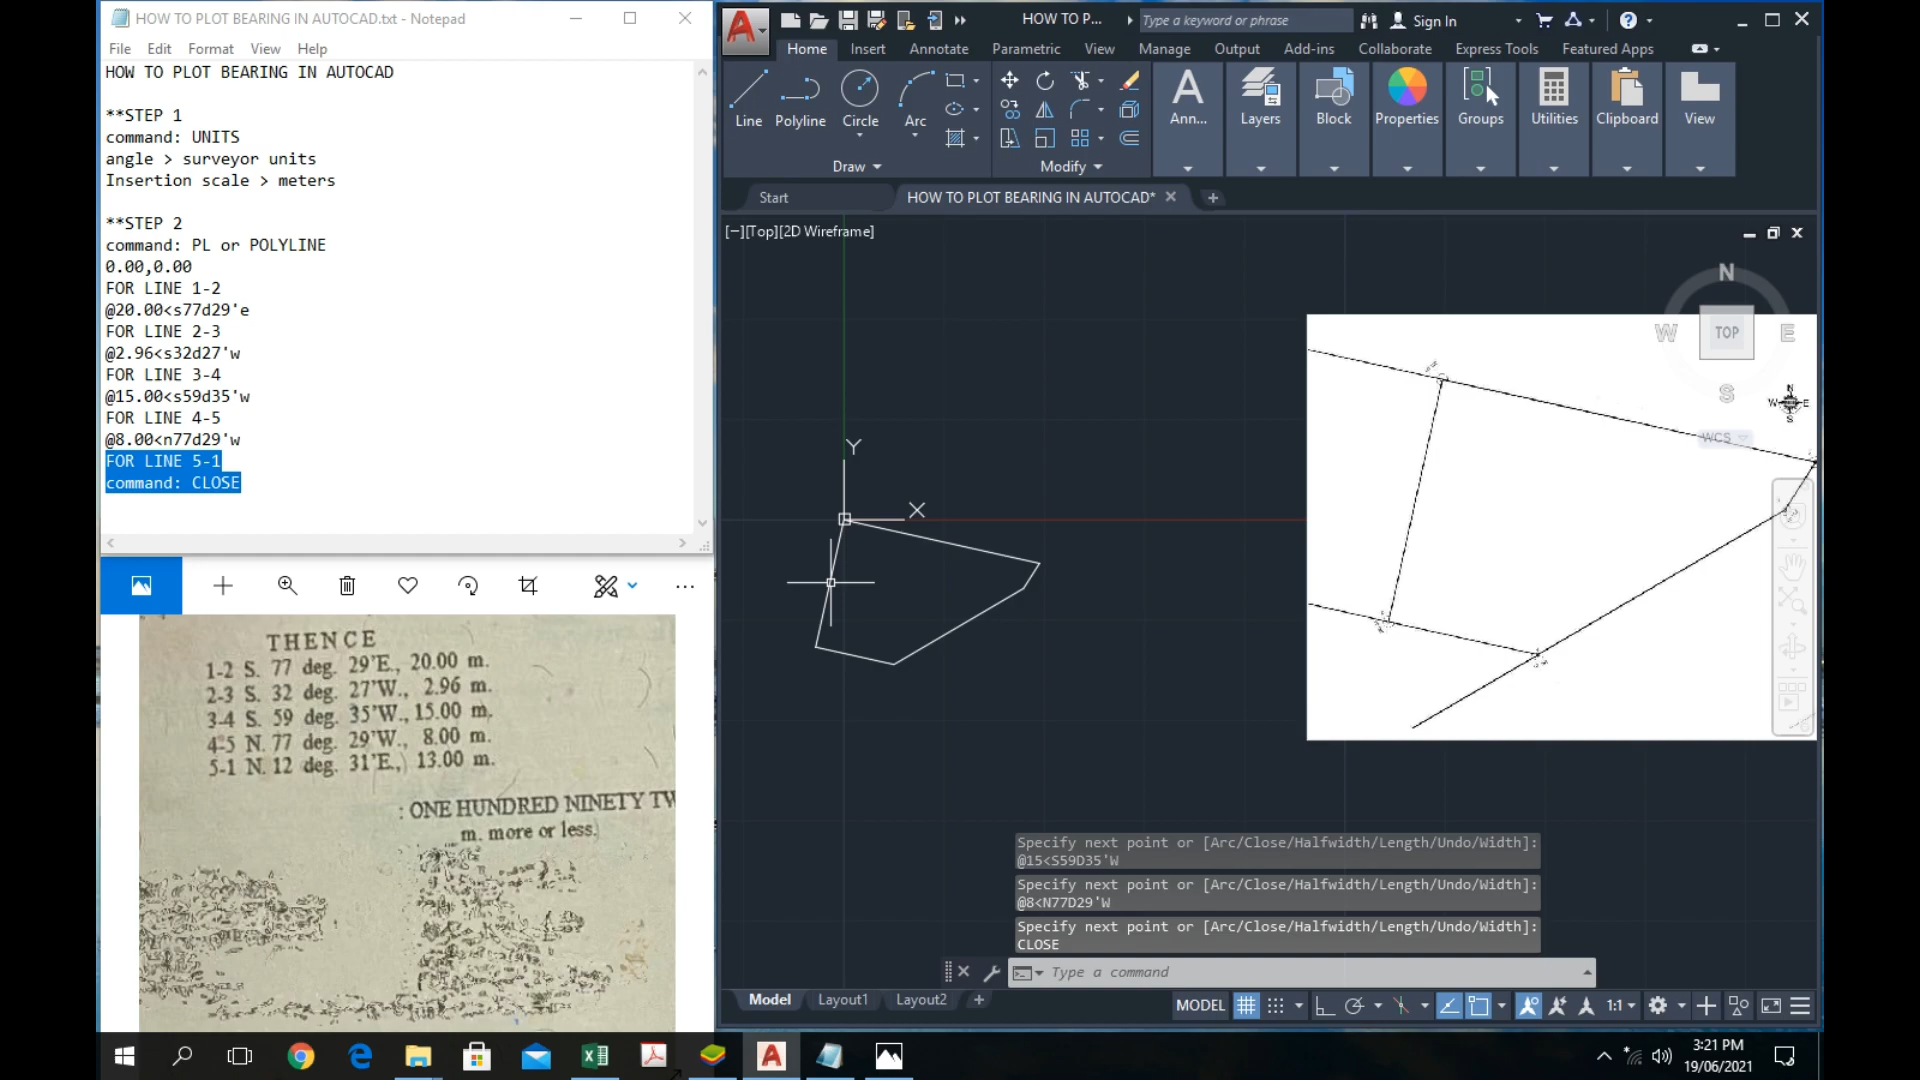 HOW TO PLOT BEARING IN AUTOCAD.txt - Notepad
File Edit Format View Help
HOW TO PLOT BEARING IN AUTOCAD
**STEP 1
command: UNITS
angle > surveyor units
Insertion scale > meters
**STEP 2
command: PL or POLYLINE
0.00,0.00
FOR LINE 1-2
@20.00<s77d29'e
FOR LINE 2-3
@2.96<s32d27'w
FOR LINE 3-4
@15.00<s59d35'w
FOR LINE 4-5
@8.00<n77d29'w
FOR LINE 5-1
command: CLOSE
THENCE
1-2 S. 77 deg. 29'E., 20.00 m.
2-3 S. 32 deg. 27'W., 2.96 m.
3-4 S. 59 deg. 35'W., 15.00 m.
4-5 N. 77 deg. 29'W., 8.00 m.
5-1 N. 12 deg. 31'E., 13.00 m.
: ONE HUNDRED NINETY TW
m. more or less.)
HOW TO P... Type a keyword or phrase Sign In
Home Insert Annotate Parametric View Manage Output Add-ins Collaborate Express Tools Featured Apps
Line Polyline Circle Arc Ann... Layers Block Properties Groups Utilities Clipboard View
Draw Modify
Start HOW TO PLOT BEARING IN AUTOCAD*
[−][Top][2D Wireframe]
N
W TOP E
S
N
W E
S
WCS
Y
X
Specify next point or [Arc/Close/Halfwidth/Length/Undo/Width]:
@15<S59D35'W
Specify next point or [Arc/Close/Halfwidth/Length/Undo/Width]:
@8<N77D29'W
Specify next point or [Arc/Close/Halfwidth/Length/Undo/Width]:
CLOSE
Type a command
Model Layout1 Layout2 +
MODEL 1:1
3:21 PM
19/06/2021